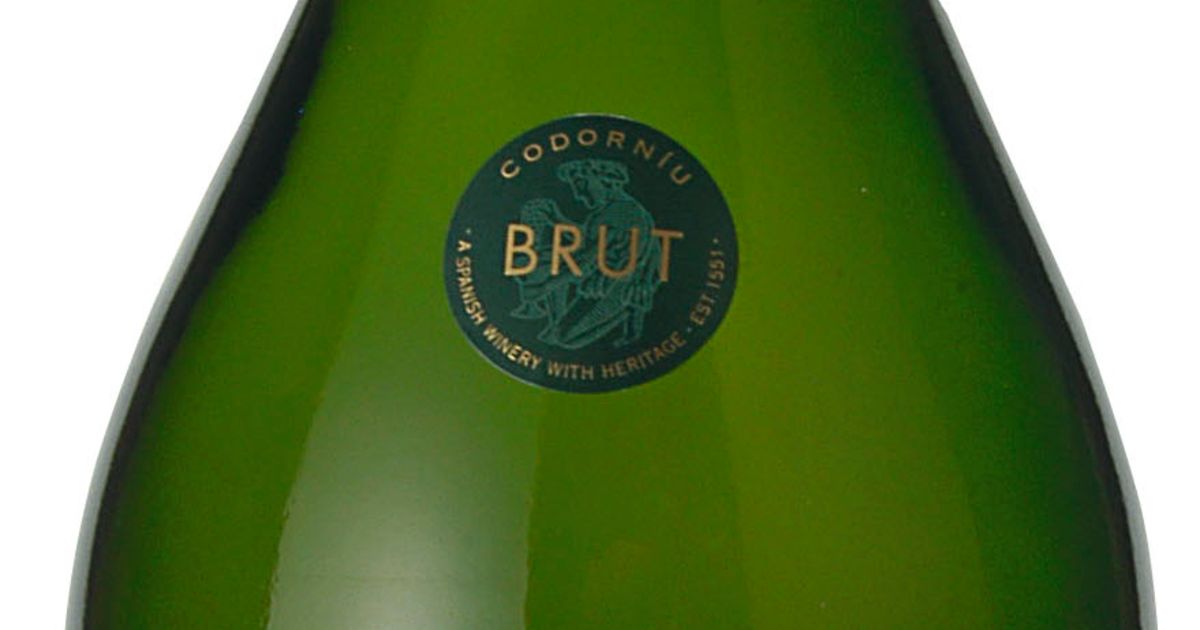 CODORNÍU
BRUT
· A SPANISH WINERY WITH HERITAGE · EST. 1551 ·